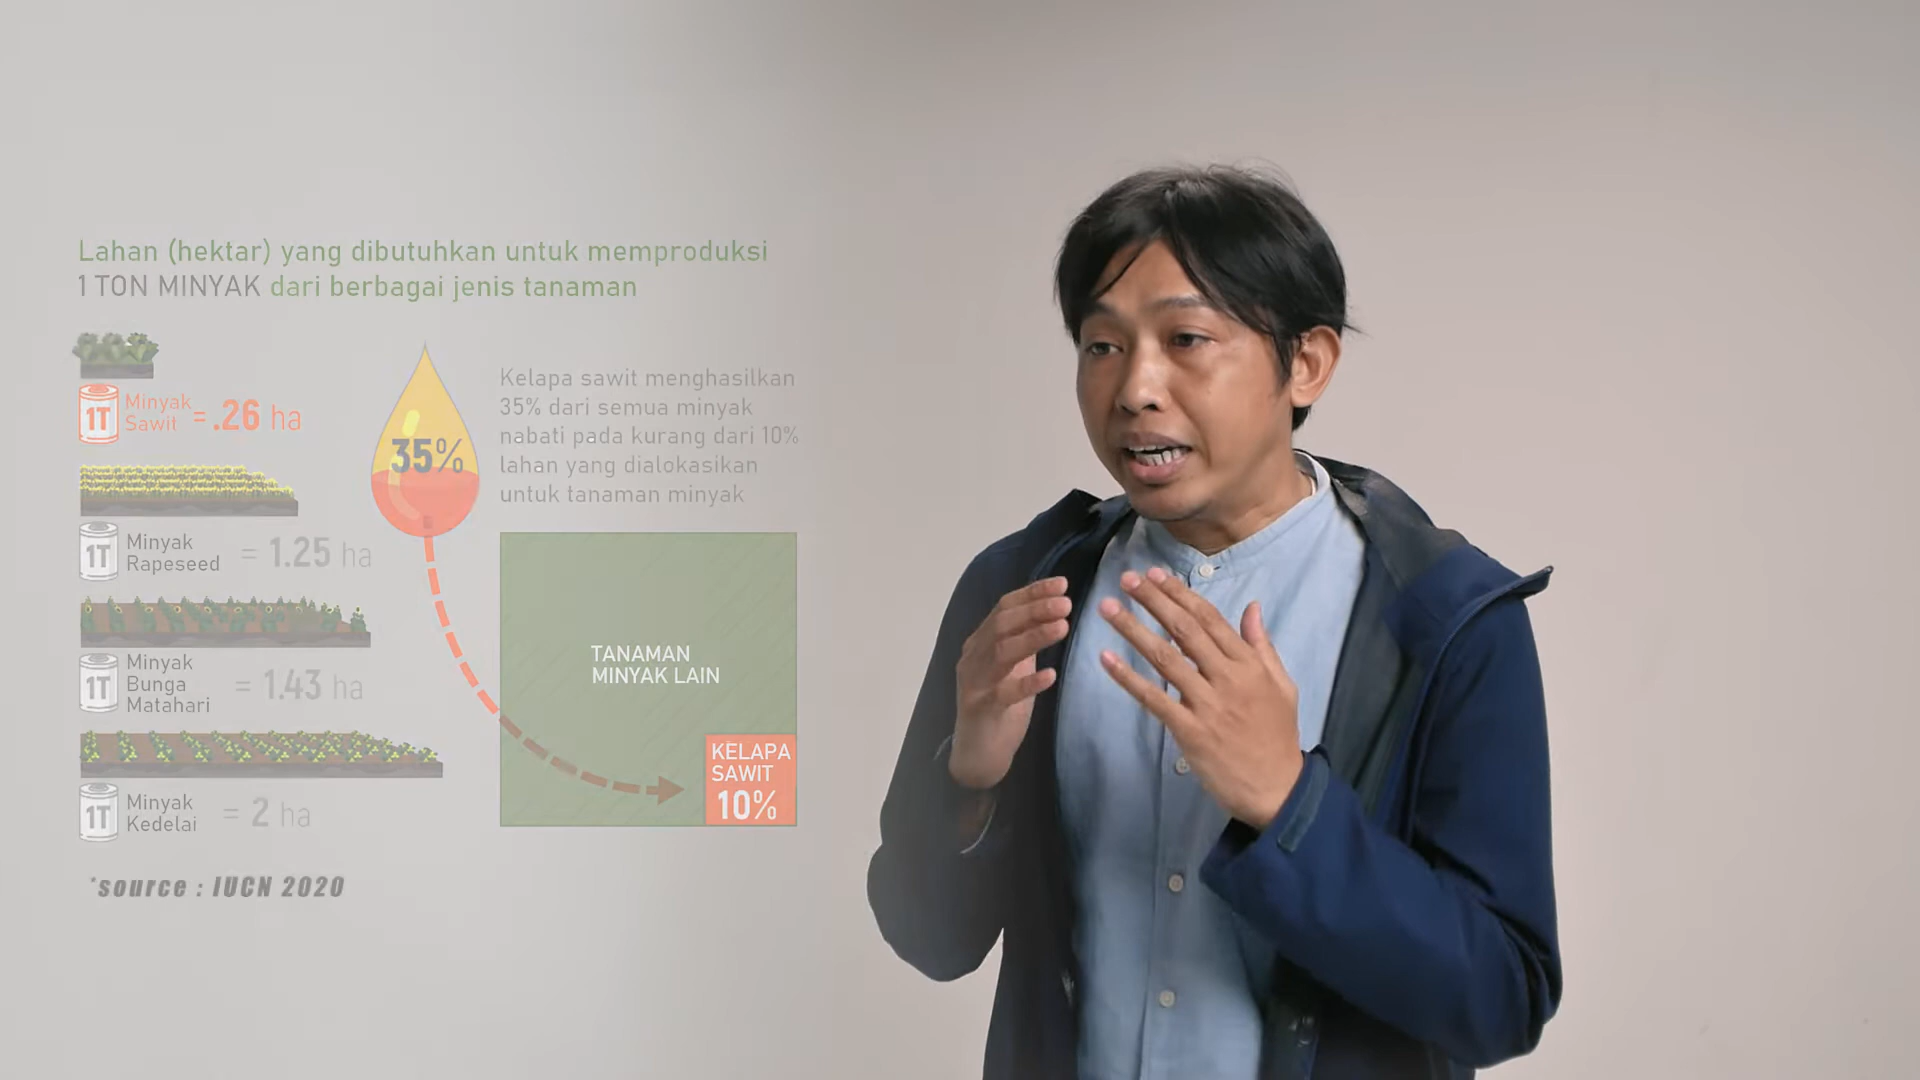 Lahan (hektar) yang dibutuhkan untuk memproduksi
1 TON MINYAK dari berbagai jenis tanaman
1T Minyak Sawit = .26 ha
1T Minyak Rapeseed = 1.25 ha
1T Minyak Bunga Matahari = 1.43 ha
1T Minyak Kedelai = 2 ha
*source : IUCN 2020
35%
Kelapa sawit menghasilkan
35% dari semua minyak
nabati pada kurang dari 10%
lahan yang dialokasikan
untuk tanaman minyak
TANAMAN
MINYAK LAIN
KELAPA
SAWIT
10%